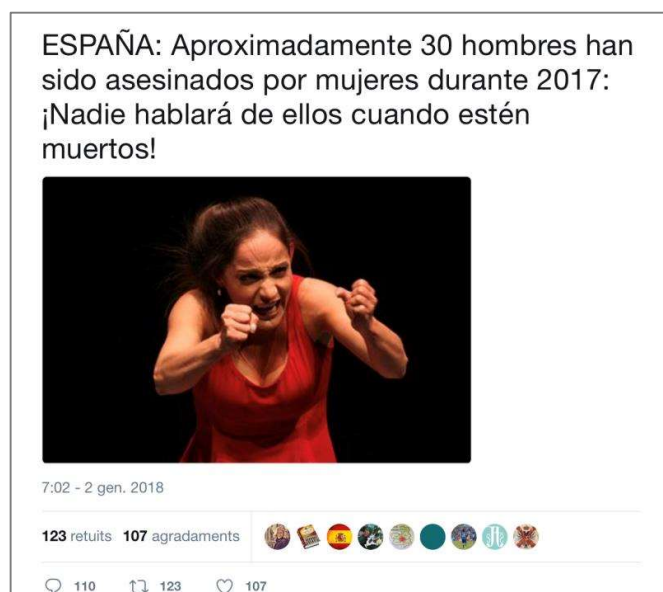 ESPAÑA: Aproximadamente 30 hombres han
sido asesinados por mujeres durante 2017:
¡Nadie hablará de ellos cuando estén
muertos!
7:02 - 2 gen. 2018
123 retuits 107 agradaments
110 123 107